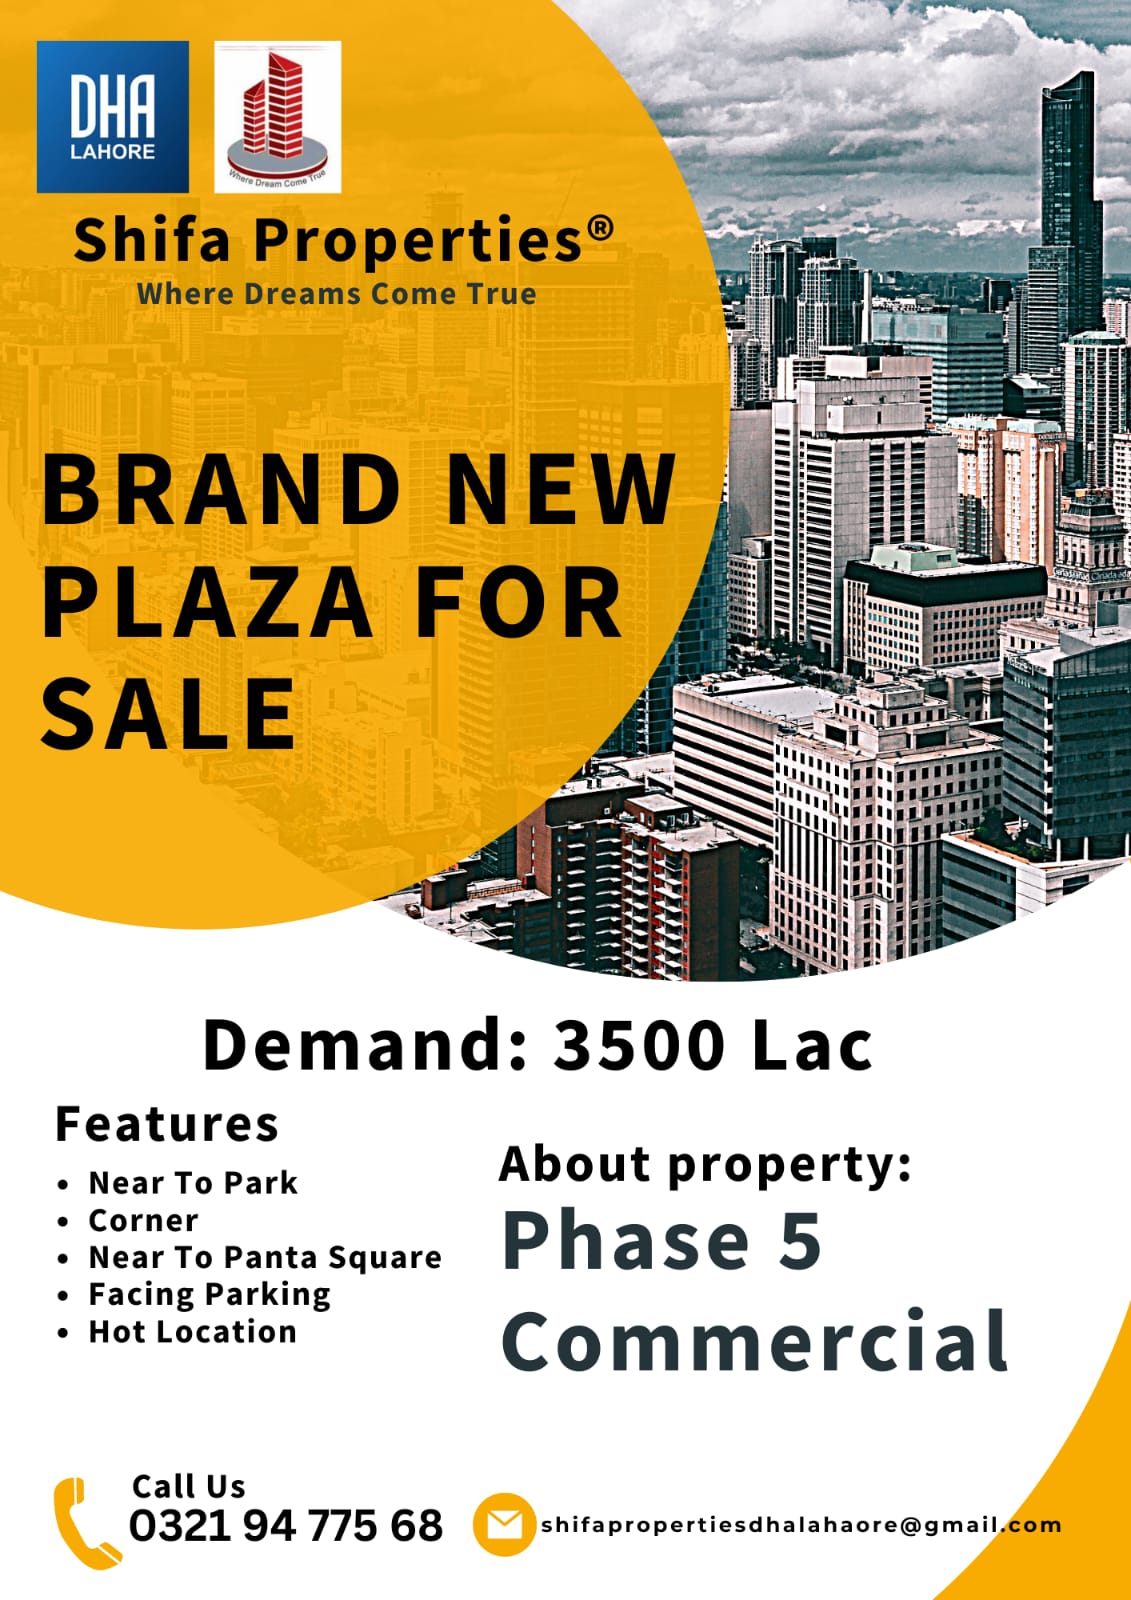 DHA
LAHORE
Where Dream Come True
Shifa Properties®
Where Dreams Come True
BRAND NEW
PLAZA FOR
SALE
Demand: 3500 Lac
Features
• Near To Park
• Corner
• Near To Panta Square
• Facing Parking
• Hot Location
About property:
Phase 5
Commercial
Call Us
0321 94 775 68
shifapropertiesdhalahaore@gmail.com